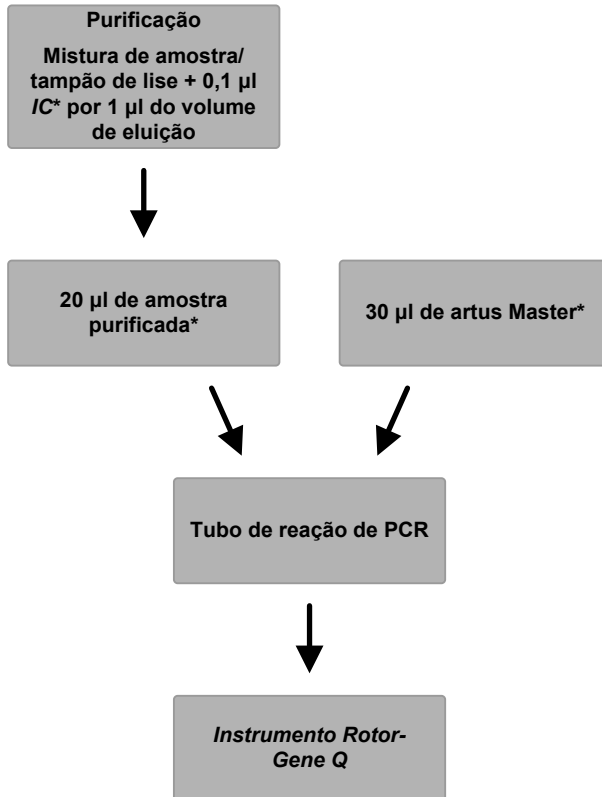 Purificação
Mistura de amostra/
tampão de lise + 0,1 µl
IC* por 1 µl do volume
de eluição
20 µl de amostra
purificada*
30 µl de artus Master*
Tubo de reação de PCR
Instrumento Rotor-
Gene Q